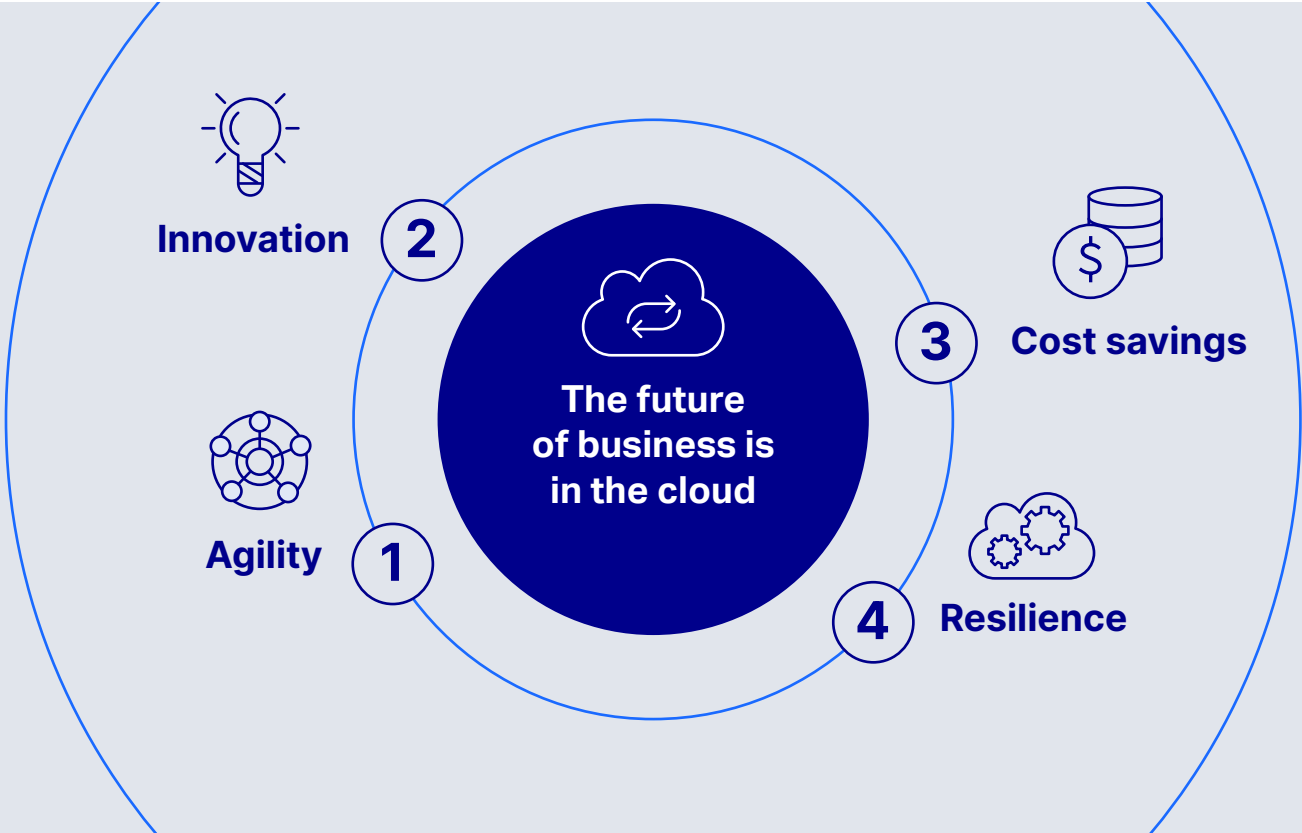 The future
of business is
in the cloud
1
Agility
2
Innovation
3
Cost savings
$
4
Resilience